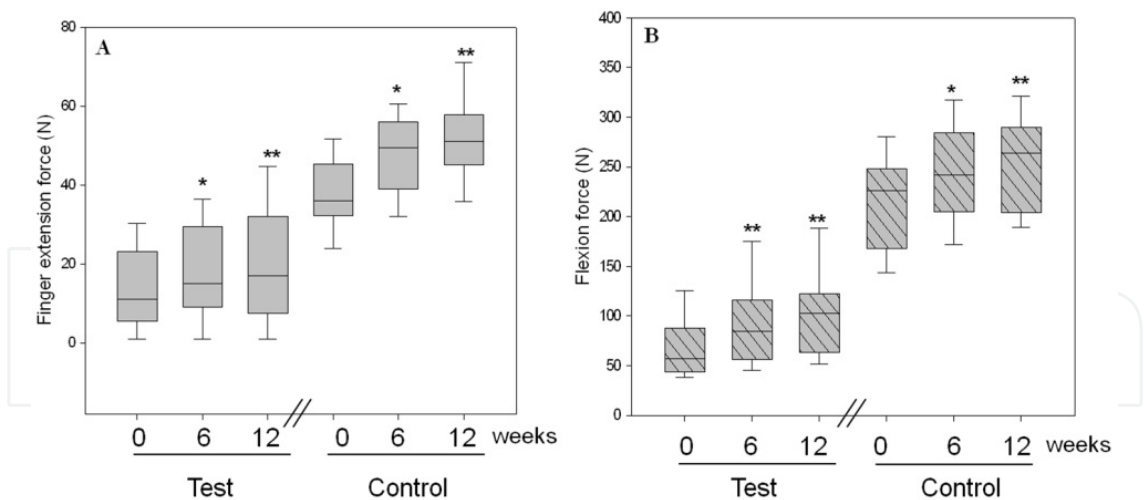 A
Finger extension force (N)
80
60
40
20
0
* ** * **
0 6 12 0 6 12 weeks
Test Control
B
Flexion force (N)
400
350
300
250
200
150
100
50
0
** ** * **
0 6 12 0 6 12 weeks
Test Control